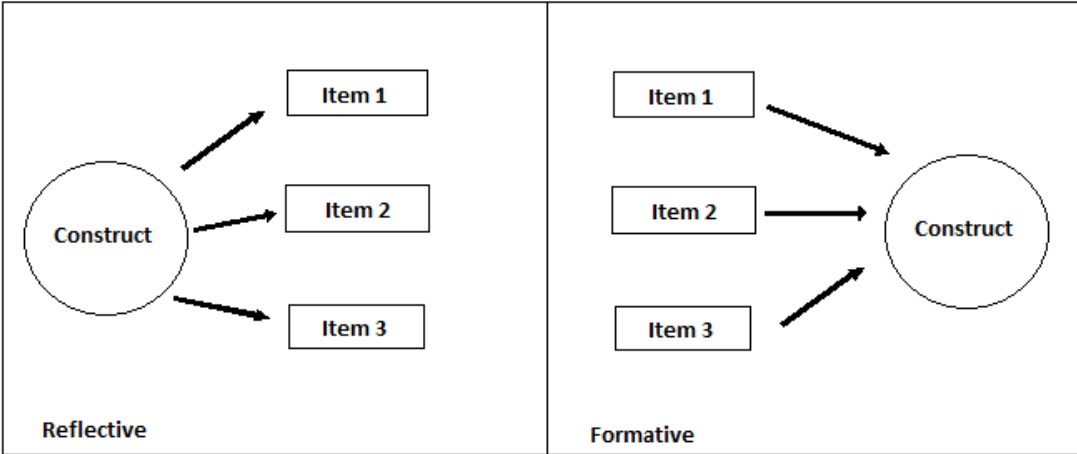 Item 1
Item 2
Construct
Item 3
Reflective
Item 1
Item 2
Construct
Item 3
Formative